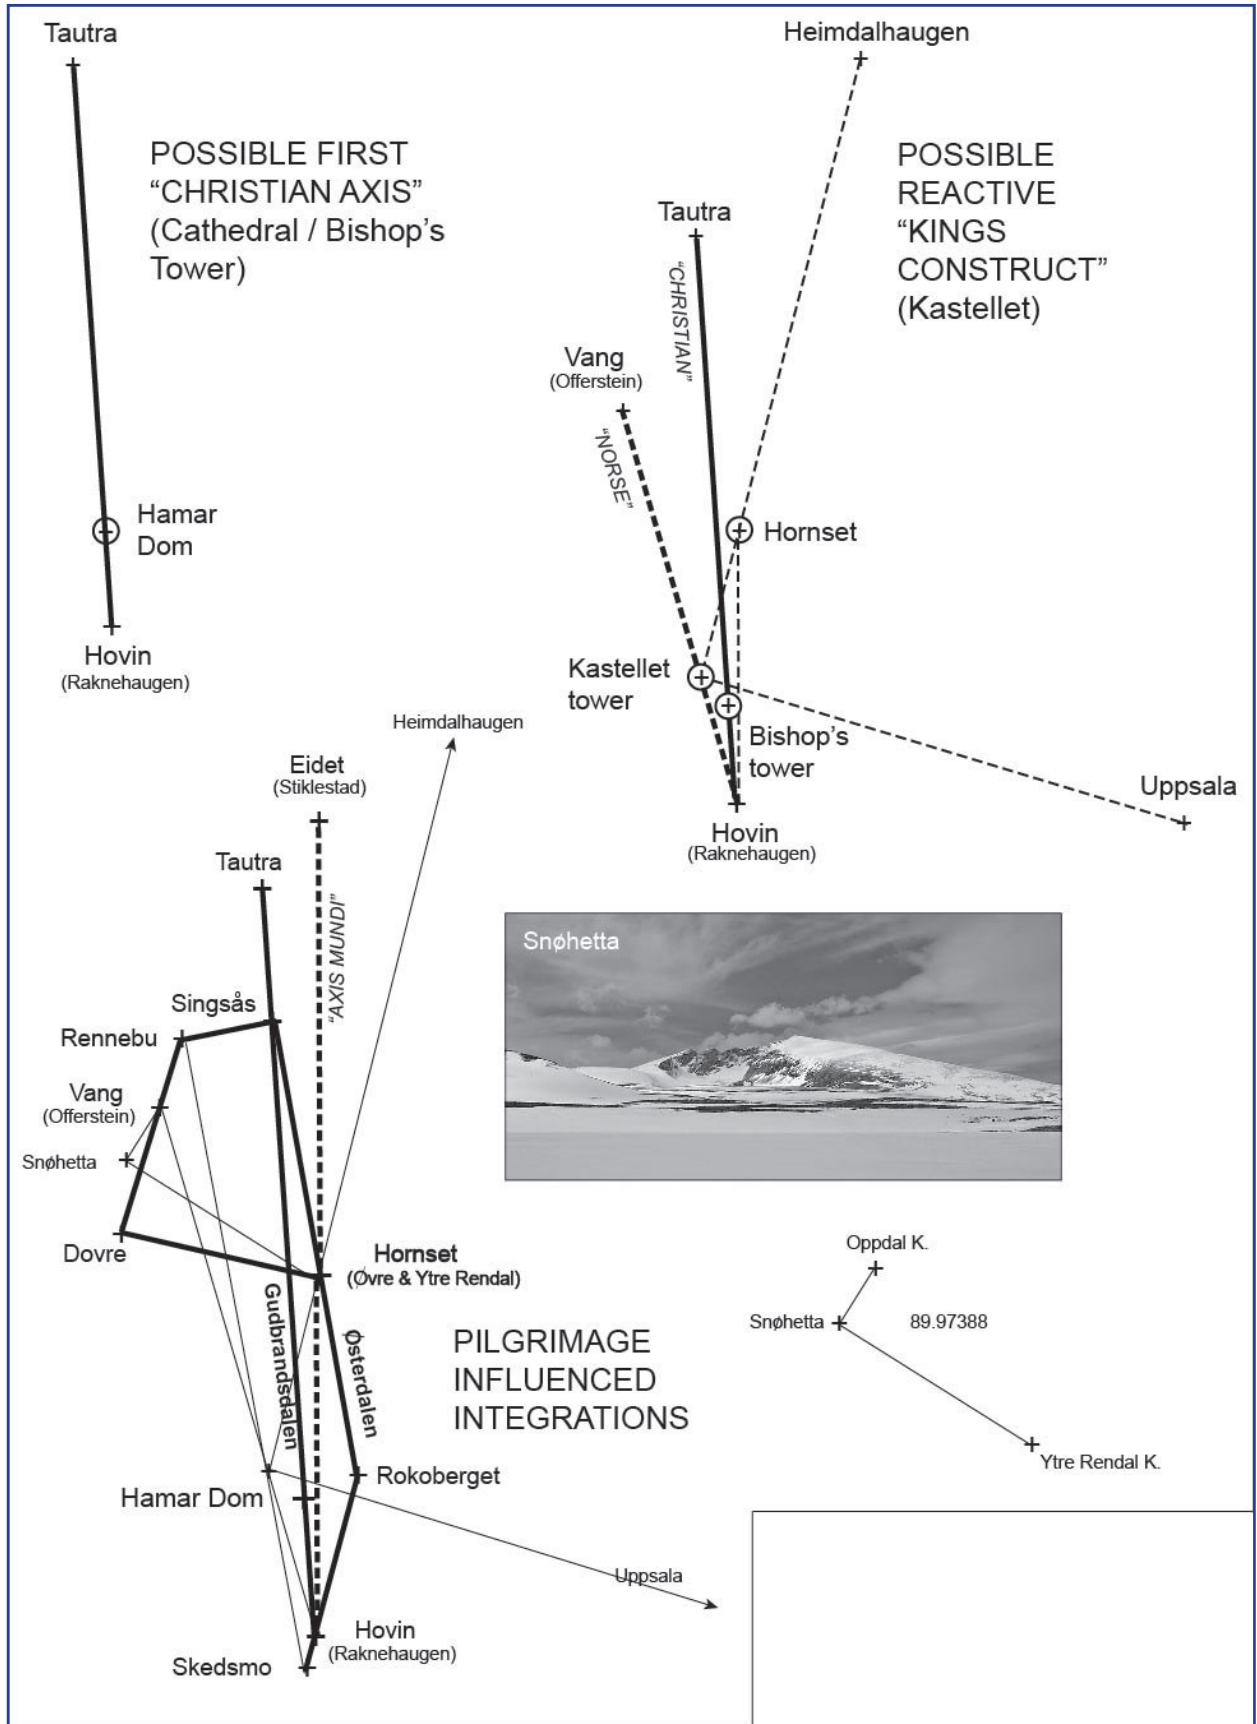 Tautra
POSSIBLE FIRST
“CHRISTIAN AXIS”
(Cathedral / Bishop’s
Tower)
Hamar
Dom
Hovin
(Raknehaugen)
Heimdalhaugen
POSSIBLE
REACTIVE
“KINGS
CONSTRUCT”
(Kastellet)
Tautra
“CHRISTIAN”
Vang
(Offerstein)
“NORSE”
Hornset
Kastellet
tower
Bishop’s
tower
Uppsala
Hovin
(Raknehaugen)
Heimdalhaugen
Eidet
(Stiklestad)
Tautra
“AXIS MUNDI”
Singsås
Rennebu
Vang
(Offerstein)
Snøhetta
Dovre
Hornset
(Øvre & Ytre Rendal)
Gudbrandsdalen
Østerdalen
PILGRIMAGE
INFLUENCED
INTEGRATIONS
Rokoberget
Hamar Dom
Uppsala
Hovin
(Raknehaugen)
Skedsmo
Snøhetta
Oppdal K.
Snøhetta
89.97388
Ytre Rendal K.